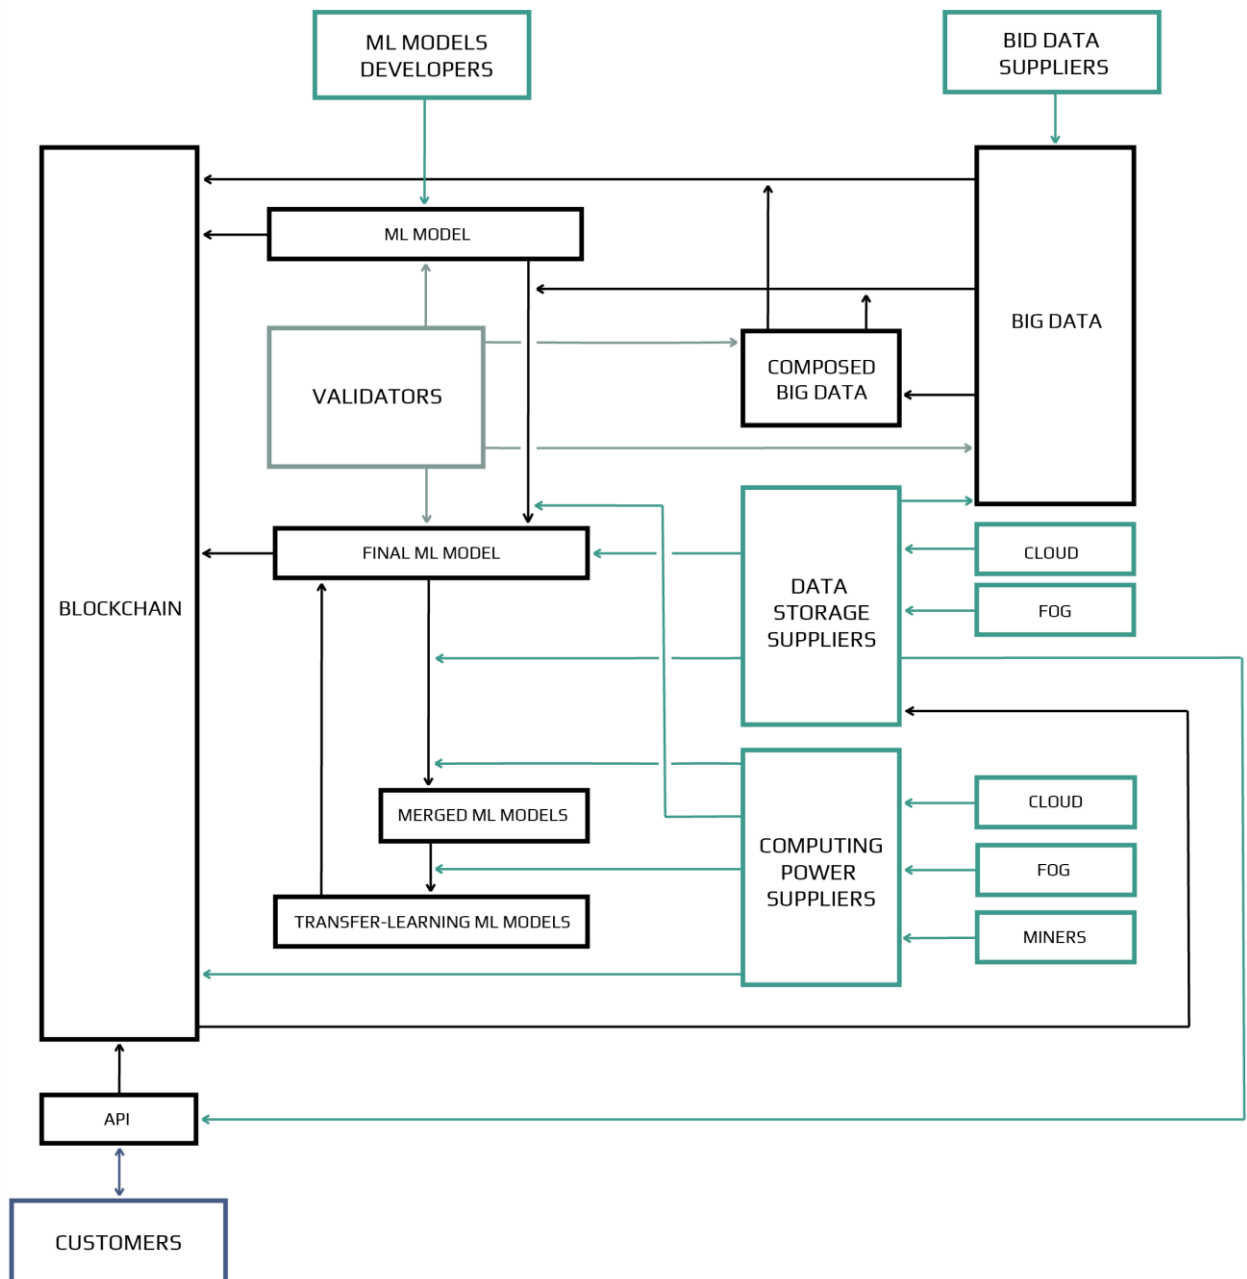 ML MODELS
DEVELOPERS
BID DATA
SUPPLIERS
ML MODEL
BIG DATA
VALIDATORS
COMPOSED
BIG DATA
FINAL ML MODEL
CLOUD
DATA
STORAGE
SUPPLIERS
FOG
BLOCKCHAIN
MERGED ML MODELS
CLOUD
COMPUTING
POWER
SUPPLIERS
FOG
TRANSFER-LEARNING ML MODELS
MINERS
API
CUSTOMERS